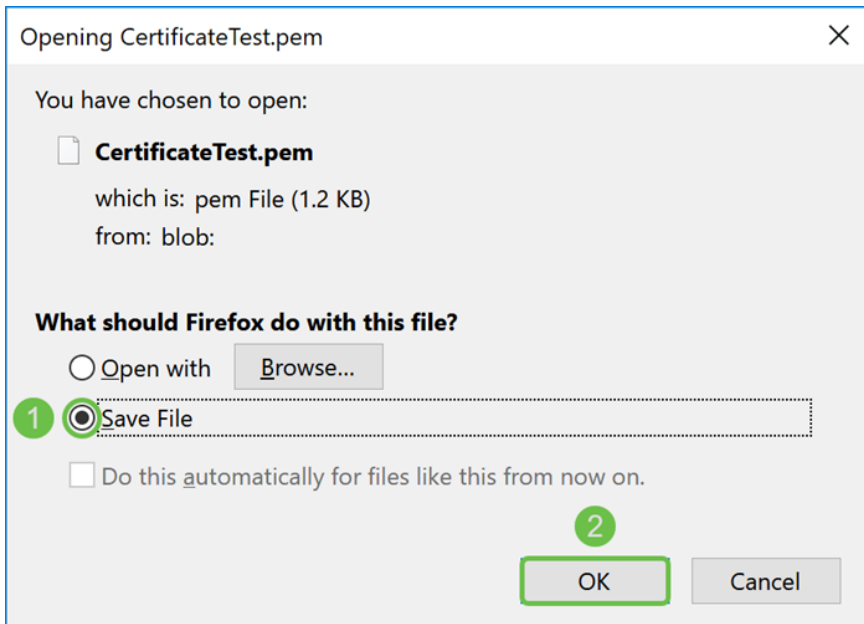 Opening CertificateTest.pem
You have chosen to open:
CertificateTest.pem
which is: pem File (1.2 KB)
from: blob:
What should Firefox do with this file?
Open with Browse...
1 Save File
Do this automatically for files like this from now on.
2
OK Cancel